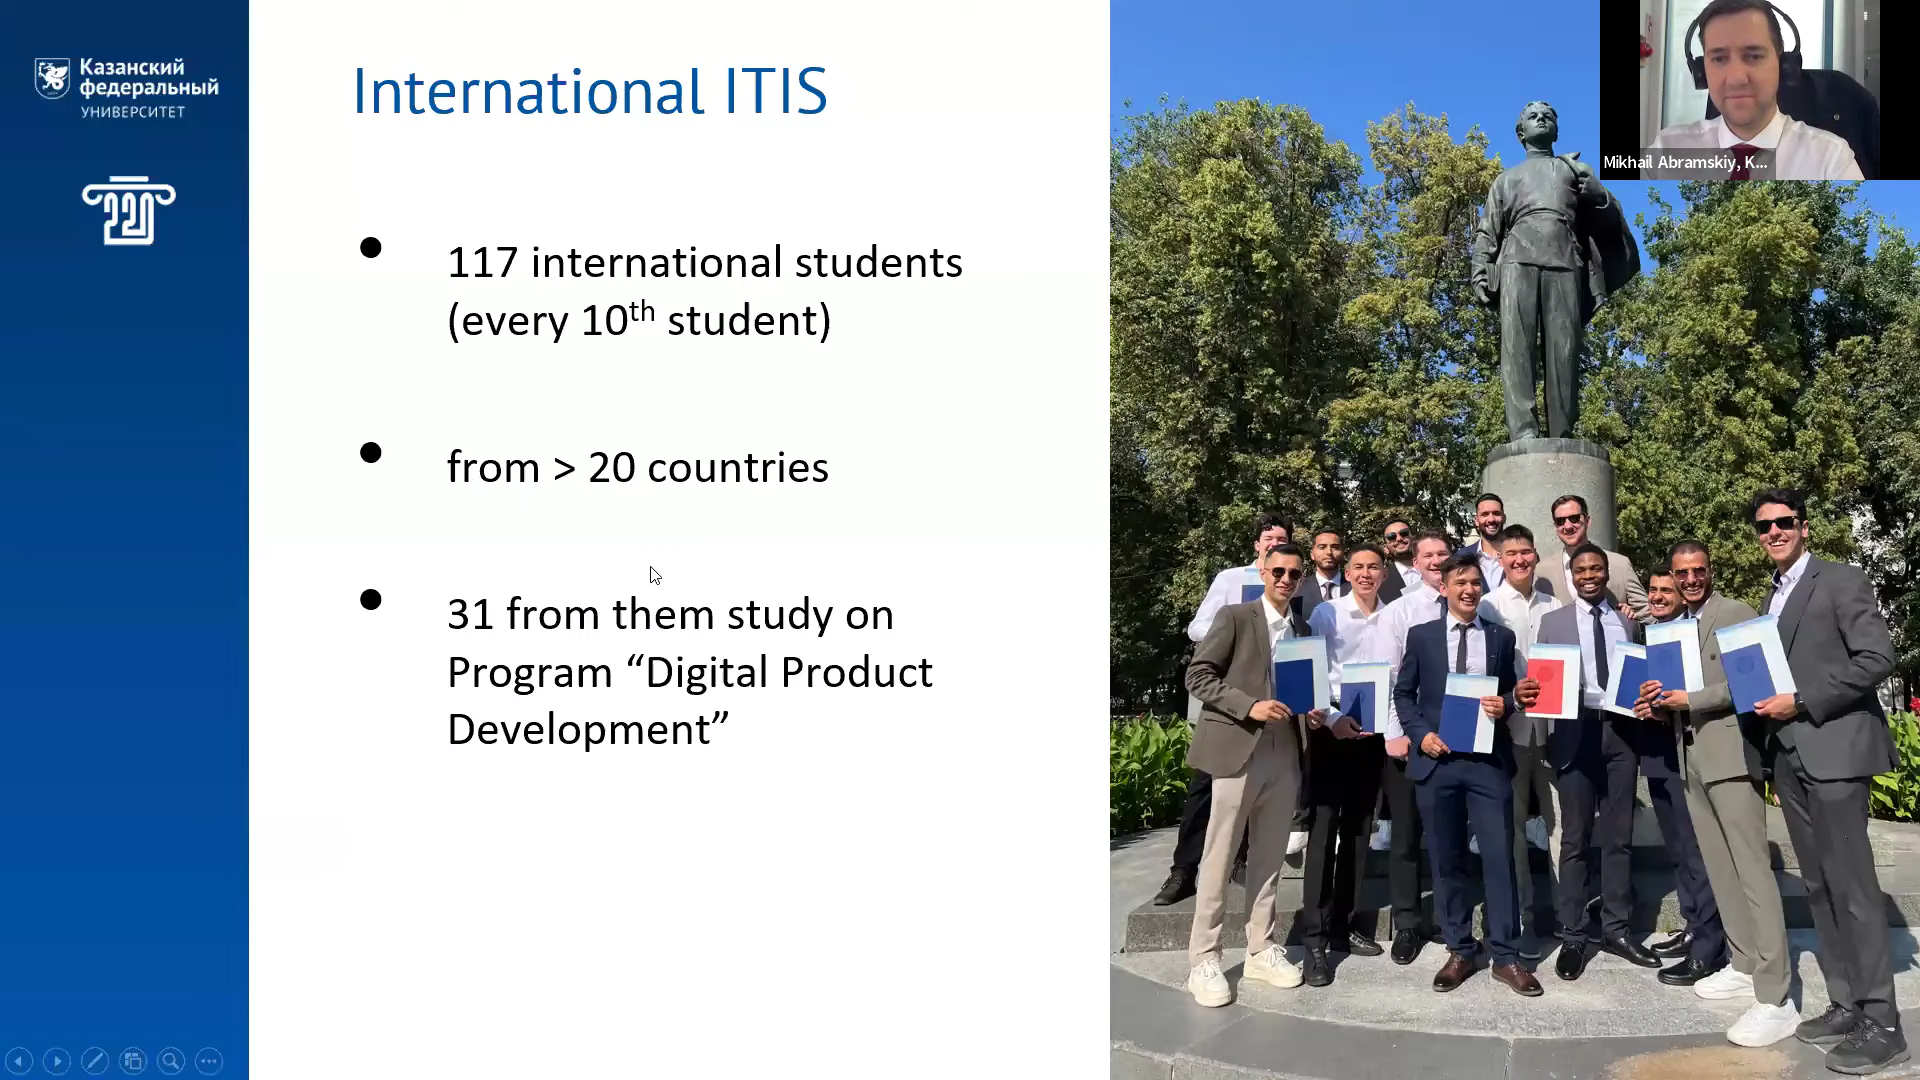 Казанский
федеральный
УНИВЕРСИТЕТ
220
International ITIS
• 117 international students
(every 10th student)
• from > 20 countries
• 31 from them study on
Program “Digital Product
Development”
Mikhail Abramskiy, K...